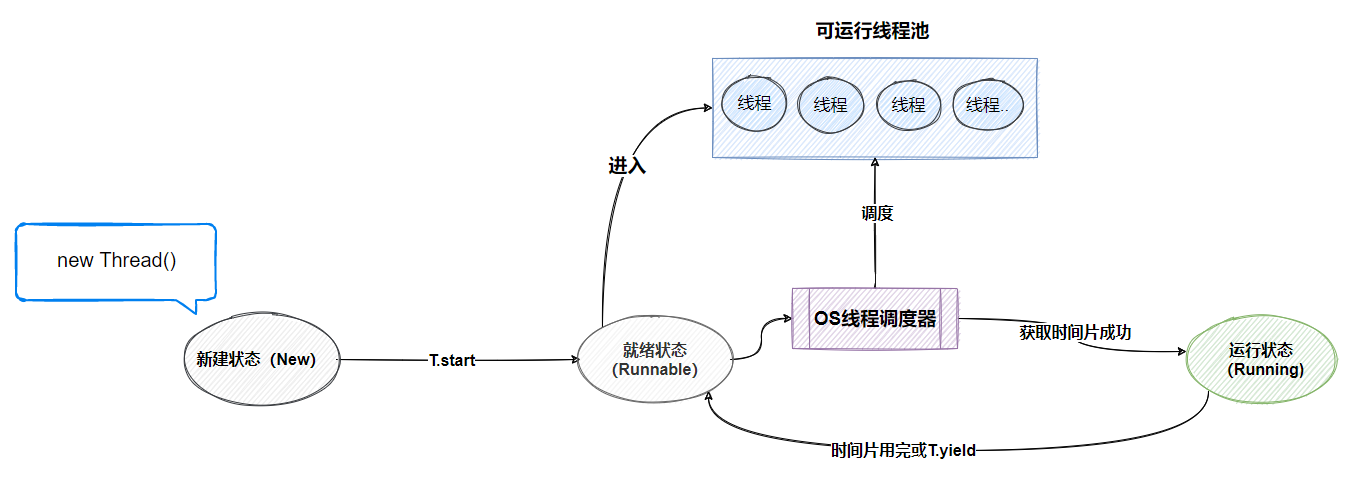 可运行线程池
线程
线程
线程
线程..
进入
调度
new Thread()
OS线程调度器
新建状态（New）
T.start
就绪状态
（Runnable）
获取时间片成功
运行状态
（Running)
时间片用完或T.yield